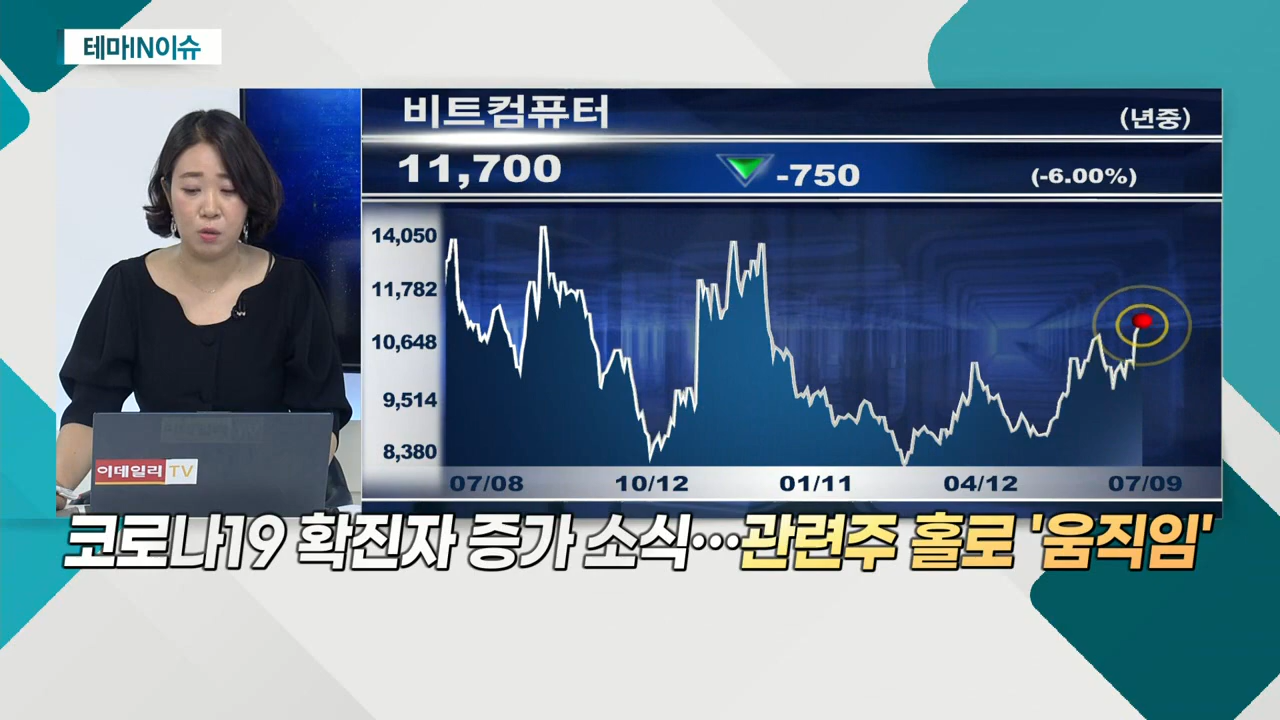 테마IN이슈
비트컴퓨터
(년중)
11,700
-750
(-6.00%)
14,050
11,782
10,648
9,514
8,380
07/08 10/12 01/11 04/12 07/09
이데일리TV
코로나19 확진자 증가 소식…관련주 홀로 '움직임'